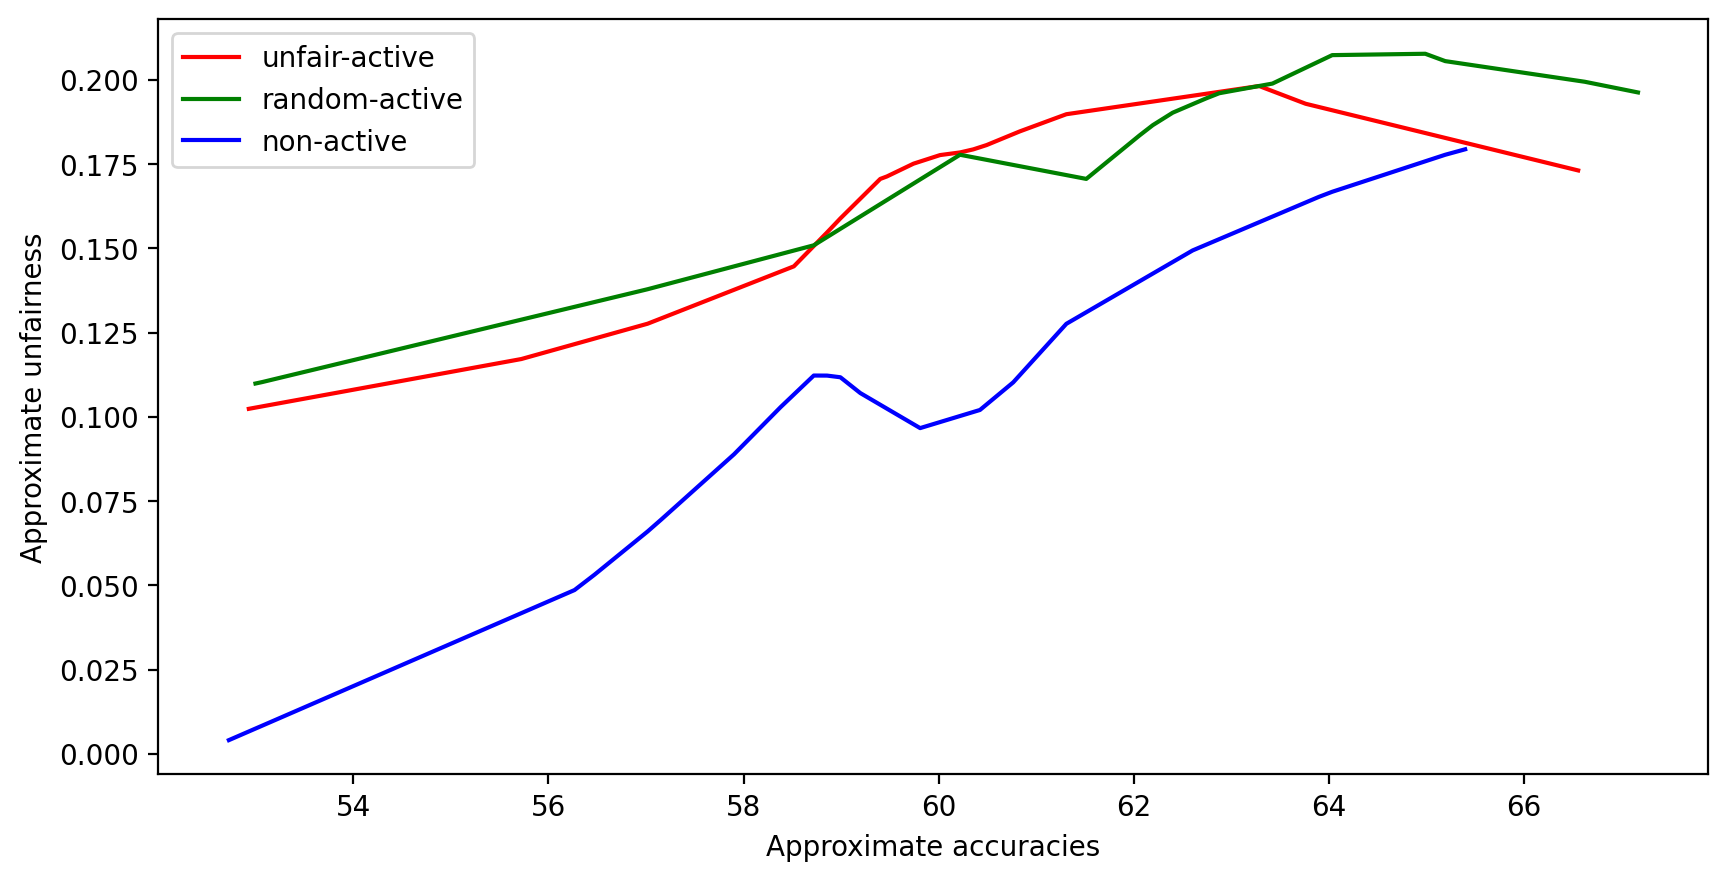 unfair-active
random-active
non-active
Approximate unfairness
0.200
0.175
0.150
0.125
0.100
0.075
0.050
0.025
0.000
54 56 58 60 62 64 66
Approximate accuracies